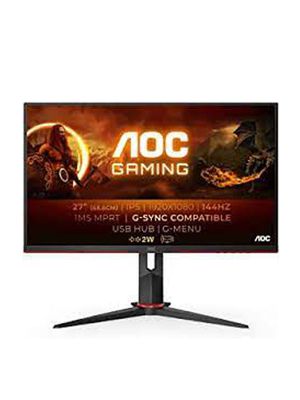 AOC
GAMING
27" (68.6CM) | IPS | 1920X1080 | 144HZ
1MS MPRT | G-SYNC COMPATIBLE
USB HUB | G-MENU
2W
AOC